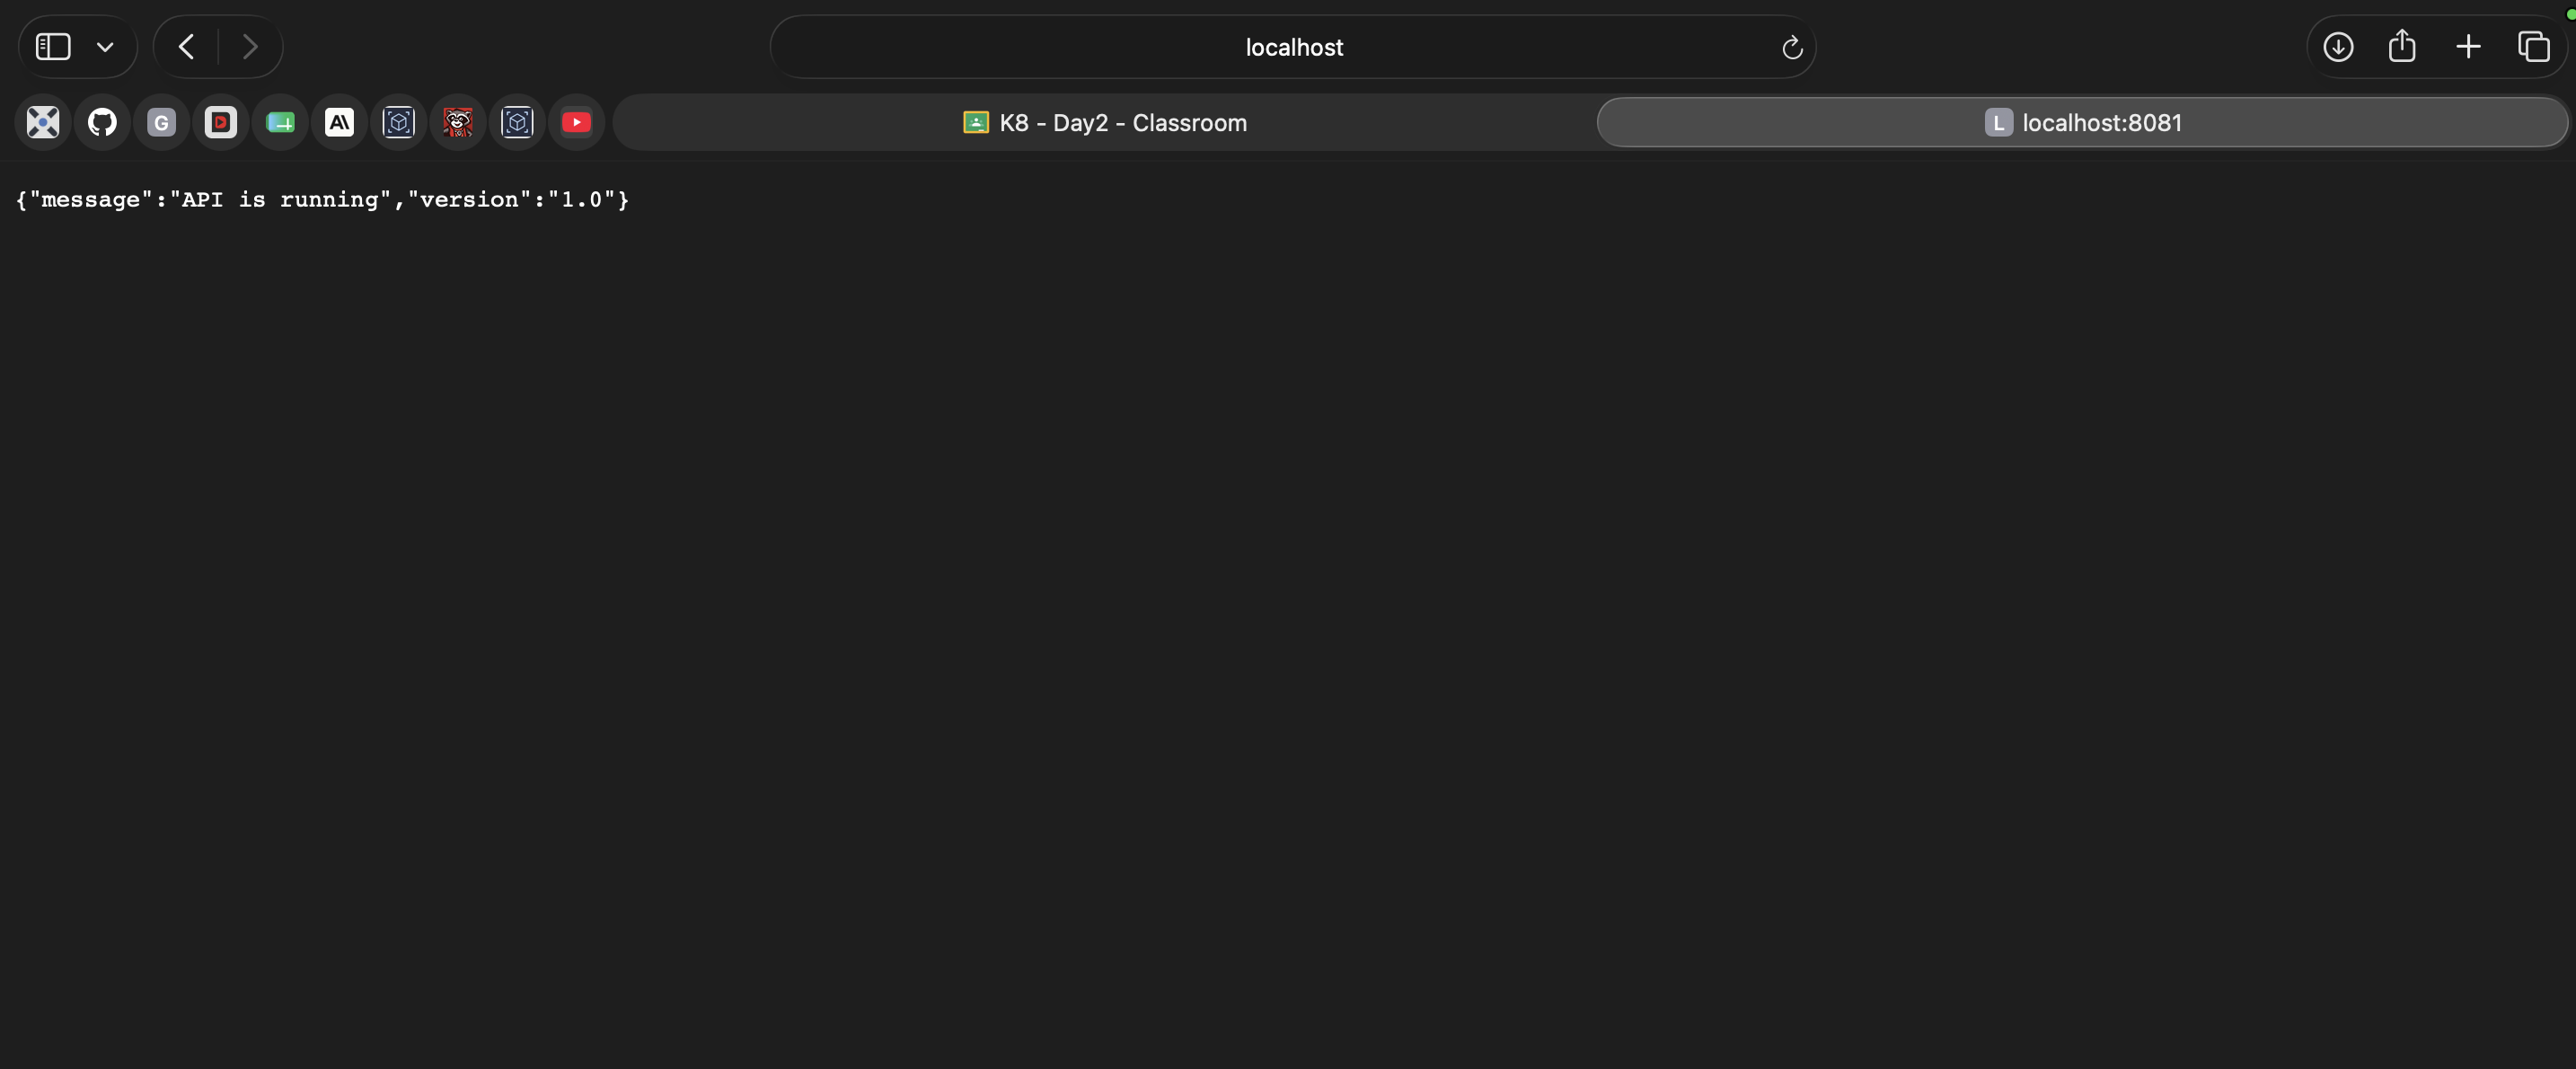 localhost
G
A\
K8 - Day2 - Classroom
L localhost:8081
{"message":"API is running","version":"1.0"}